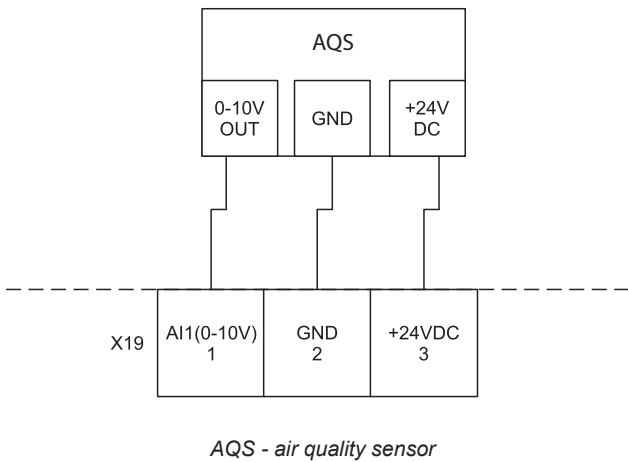 AQS
0-10V
OUT
GND
+24V
DC
X19
AI1(0-10V)
1
GND
2
+24VDC
3
AQS - air quality sensor